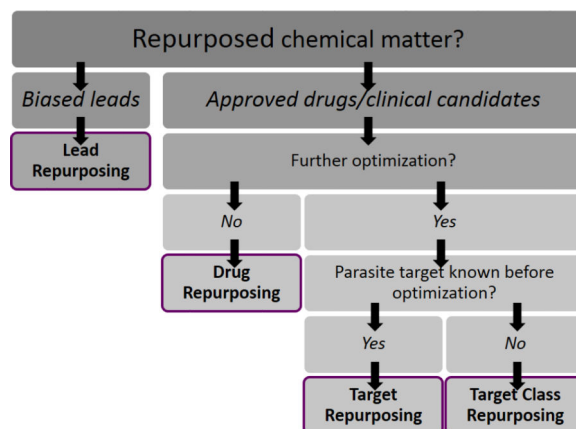 Repurposed chemical matter?
Biased leads
Approved drugs/clinical candidates
Lead
Repurposing
Further optimization?
No
Yes
Drug
Repurposing
Parasite target known before
optimization?
Yes
No
Target
Repurposing
Target Class
Repurposing